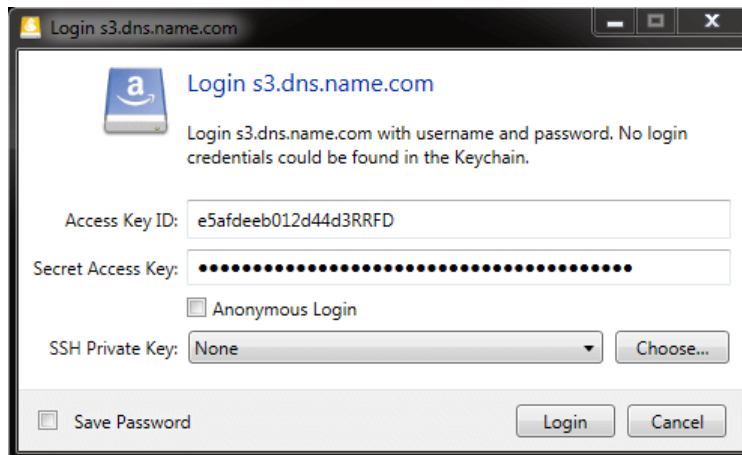 Login s3.dns.name.com
Login s3.dns.name.com
Login s3.dns.name.com with username and password. No login
credentials could be found in the Keychain.
Access Key ID: e5afdeeb012d44d3RRFD
Secret Access Key: ••••••••••••••••••••••••••••••••••••••••
Anonymous Login
SSH Private Key: None Choose...
Save Password Login Cancel